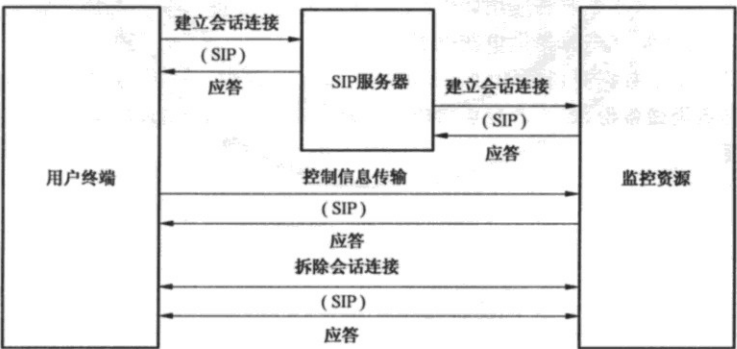 建立会话连接
(SIP)
应答
SIP服务器
建立会话连接
(SIP)
应答
用户终端
监控资源
控制信息传输
(SIP)
应答
拆除会话连接
(SIP)
应答